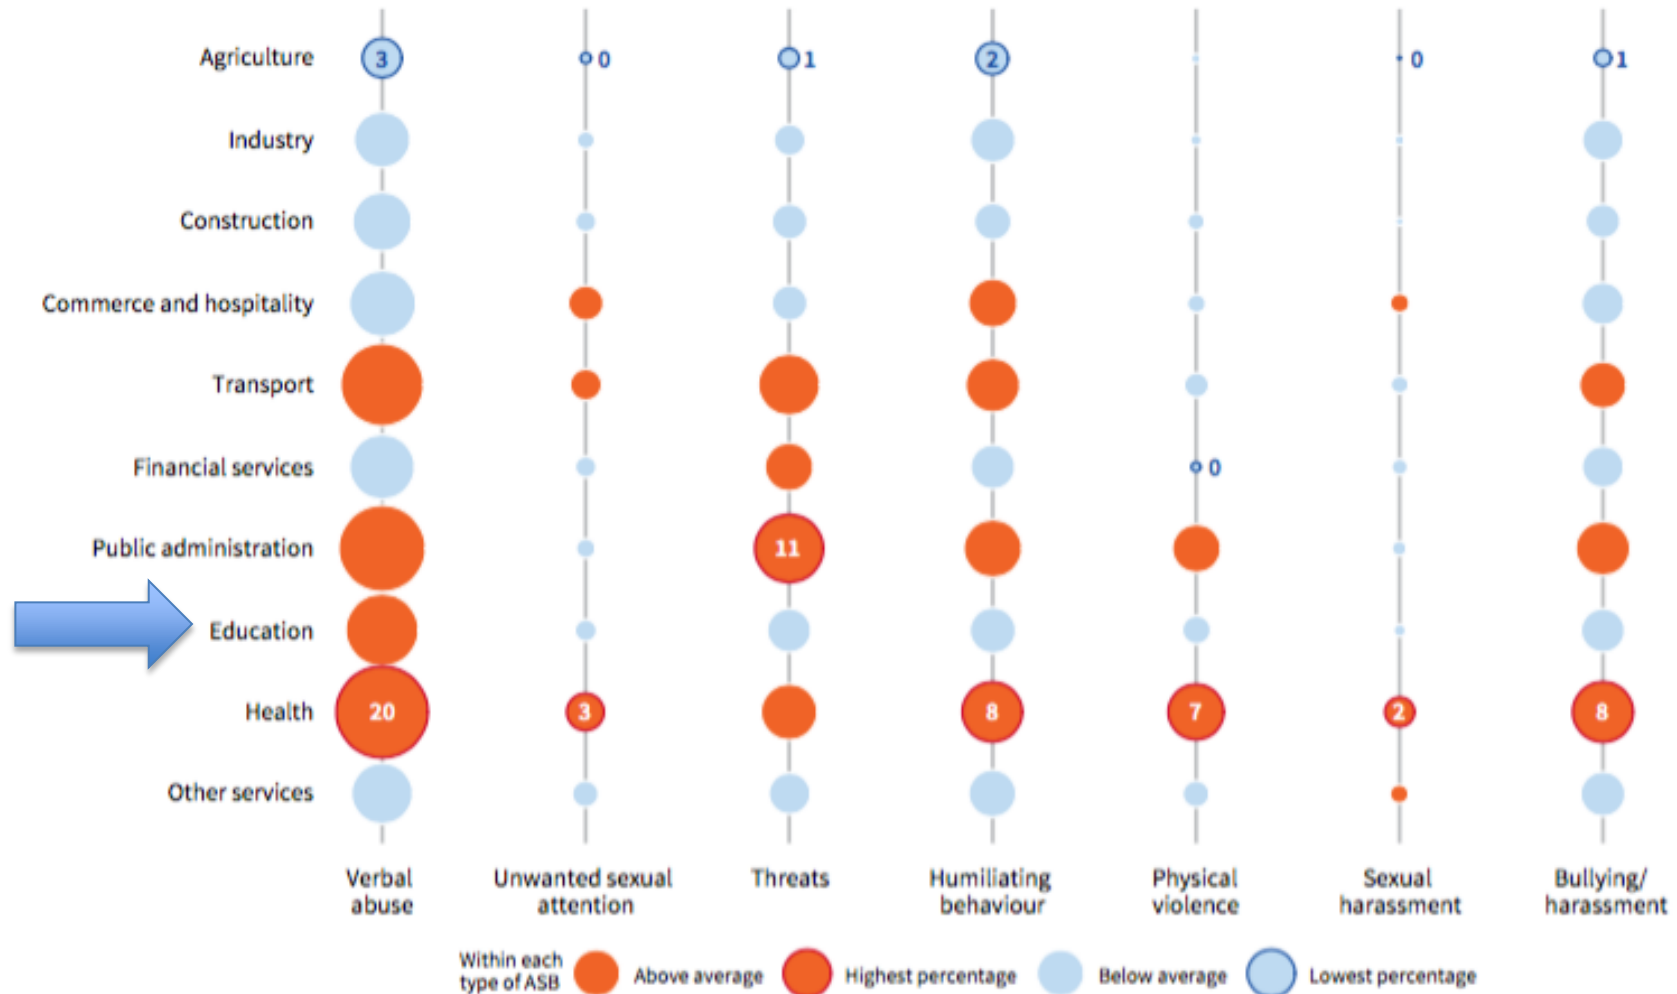 Agriculture 3 0 1 2 0 1
Industry
Construction
Commerce and hospitality
Transport
Financial services 0
Public administration 11
Education
Health 20 3 8 7 2 8
Other services
Verbal abuse
Unwanted sexual attention
Threats
Humiliating behaviour
Physical violence
Sexual harassment
Bullying/ harassment
Within each type of ASB
Above average
Highest percentage
Below average
Lowest percentage